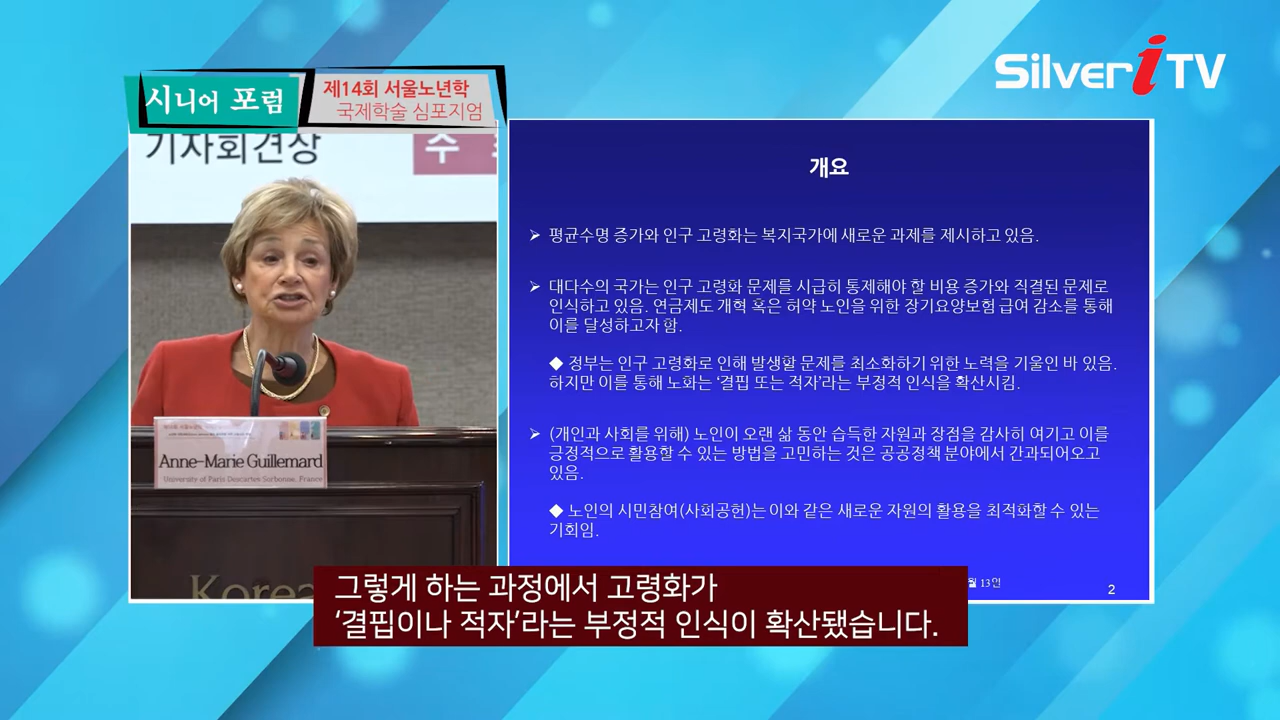 Silver i TV
시니어 포럼
제14회 서울노년학
국제학술 심포지엄
기자회견상
수
개요
➢ 평균수명 증가와 인구 고령화는 복지국가에 새로운 과제를 제시하고 있음.
➢ 대다수의 국가는 인구 고령화 문제를 시급히 통제해야 할 비용 증가와 직결된 문제로
인식하고 있음. 연금제도 개혁 혹은 허약 노인을 위한 장기요양보험 급여 감소를 통해
이를 달성하고자 함.
◆ 정부는 인구 고령화로 인해 발생할 문제를 최소화하기 위한 노력을 기울인 바 있음.
하지만 이를 통해 노화는 ‘결핍 또는 적자’라는 부정적 인식을 확산시킴.
➢ (개인과 사회를 위해) 노인이 오랜 삶 동안 습득한 자원과 장점을 감사히 여기고 이를
긍정적으로 활용할 수 있는 방법을 고민하는 것은 공공정책 분야에서 간과되어오고
있음.
◆ 노인의 시민참여(사회공헌)는 이와 같은 새로운 자원의 활용을 최적화할 수 있는
기회임.
월 13일
2
Anne-Marie Guillemard
University of Paris Descartes Sorbonne, France
Korea
그렇게 하는 과정에서 고령화가
‘결핍이나 적자’라는 부정적 인식이 확산됐습니다.